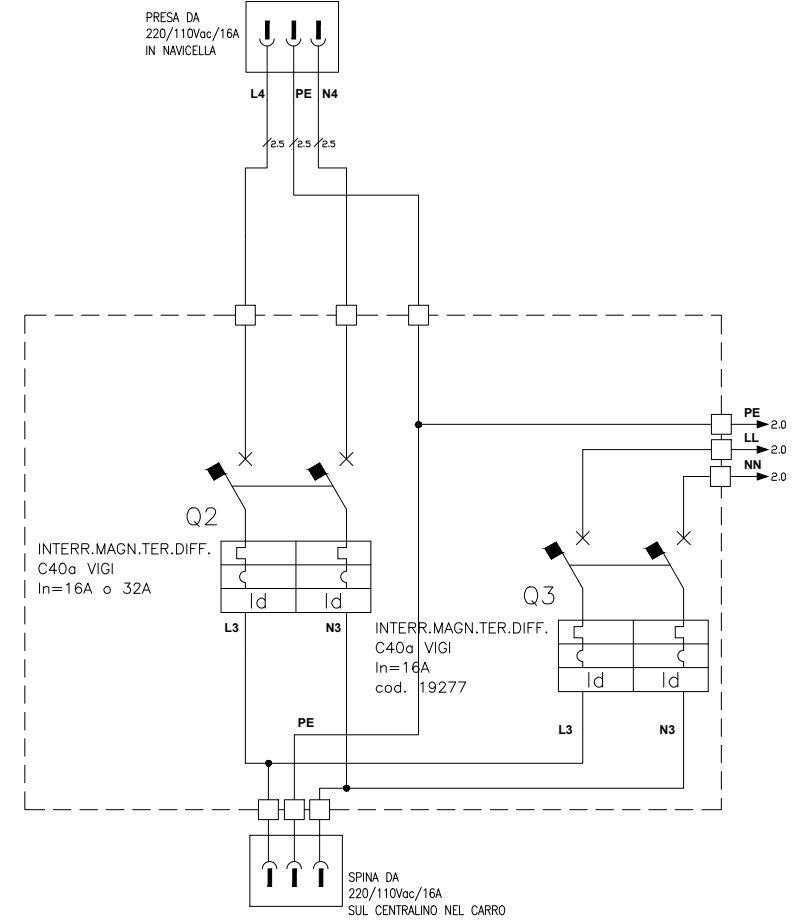 PRESA DA
220/110Vac/16A
IN NAVICELLA
L4 PE N4
2.5 2.5 2.5
PE
2.0
LL
2.0
NN
2.0
Q2
INTERR.MAGN.TER.DIFF.
C40a VIGI
In=16A o 32A
Id Id
L3 N3
Q3
INTERR.MAGN.TER.DIFF.
C40a VIGI
In=16A
cod. 19277
Id Id
L3 N3
PE
SPINA DA
220/110Vac/16A
SUL CENTRALINO NEL CARRO